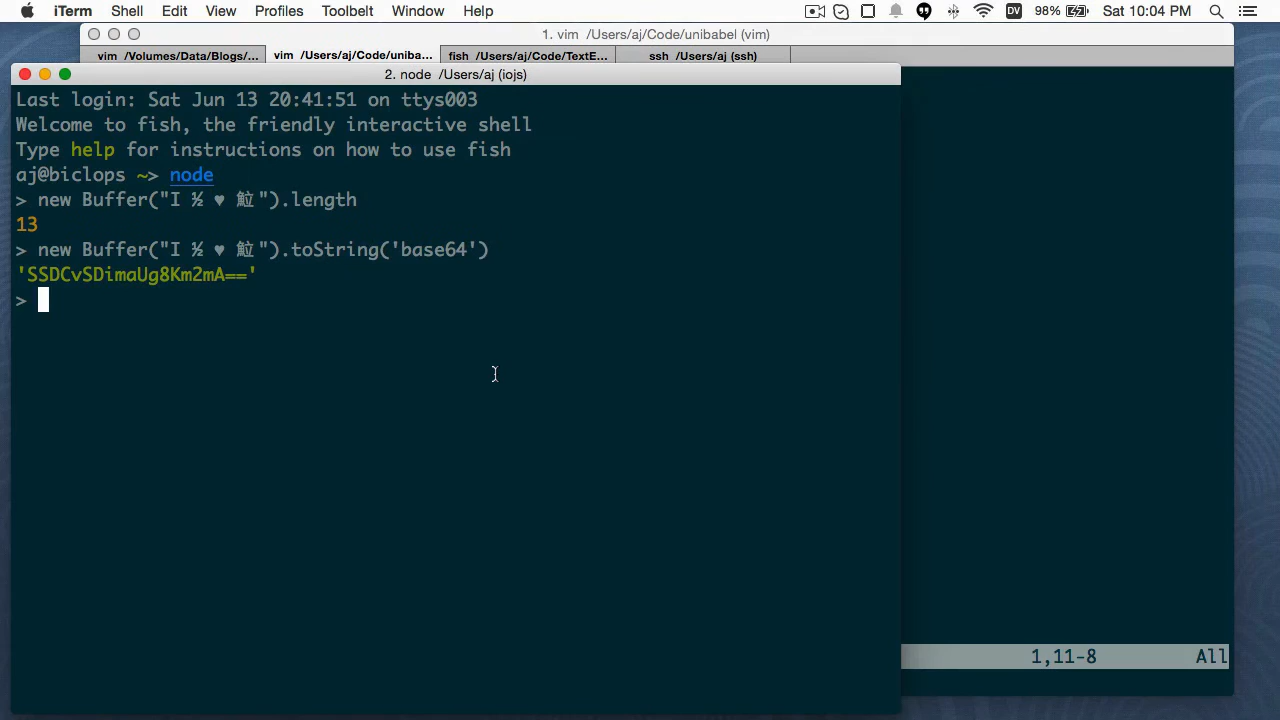 iTerm Shell Edit View Profiles Toolbelt Window Help DV 98% Sat 10:04 PM
1. vim /Users/aj/Code/unibabel (vim)
vim /Volumes/Data/Blogs/... vim /Users/aj/Code/uniba... fish /Users/aj/Code/TextE... ssh /Users/aj (ssh)
2. node /Users/aj (iojs)
Last login: Sat Jun 13 20:41:51 on ttys003
Welcome to fish, the friendly interactive shell
Type help for instructions on how to use fish
aj@biclops ~> node
> new Buffer("I ½ ♥ 𩶘").length
13
> new Buffer("I ½ ♥ 𩶘").toString('base64')
'SSDCvSDimaUg8Km2mA=='
>
1,11-8 All